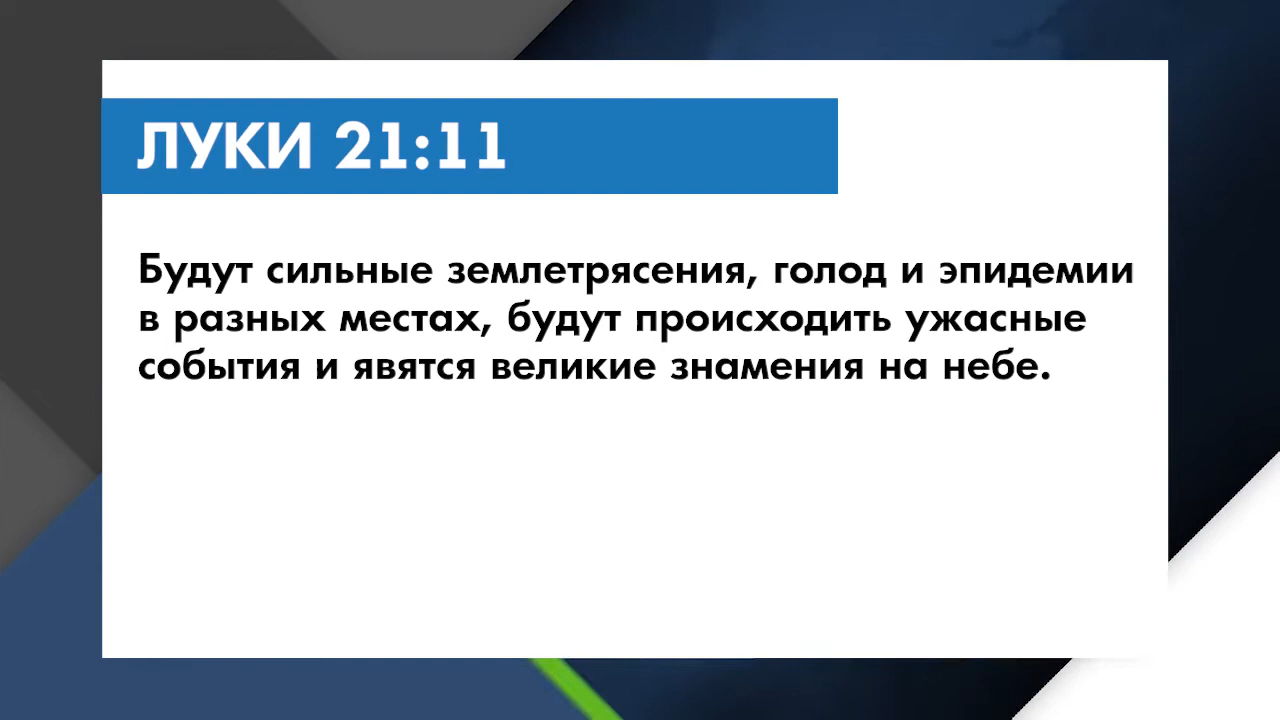 ЛУКИ 21:11
Будут сильные землетрясения, голод и эпидемии
в разных местах, будут происходить ужасные
события и явятся великие знамения на небе.